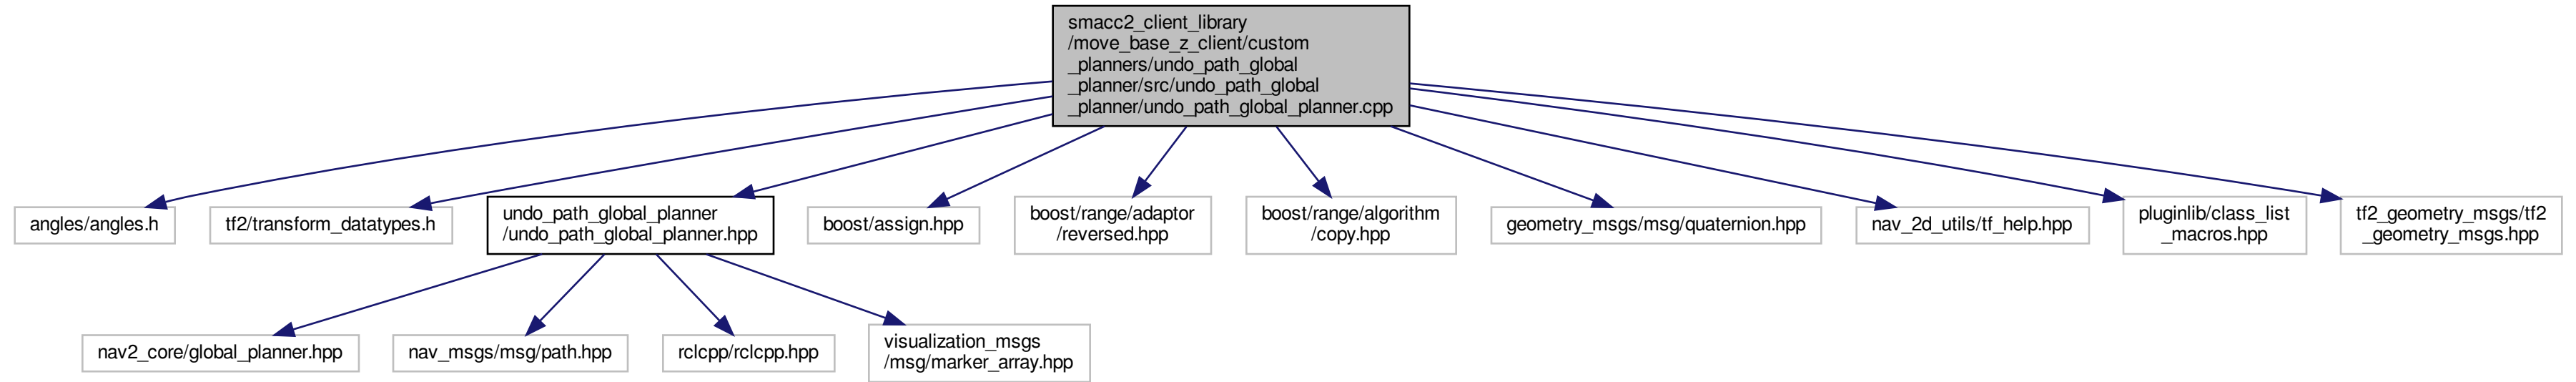 smacc2_client_library
/move_base_z_client/custom
_planners/undo_path_global
_planner/src/undo_path_global
_planner/undo_path_global_planner.cpp
angles/angles.h
tf2/transform_datatypes.h
undo_path_global_planner
/undo_path_global_planner.hpp
boost/assign.hpp
boost/range/adaptor
/reversed.hpp
boost/range/algorithm
/copy.hpp
geometry_msgs/msg/quaternion.hpp
nav_2d_utils/tf_help.hpp
pluginlib/class_list
_macros.hpp
tf2_geometry_msgs/tf2
_geometry_msgs.hpp
nav2_core/global_planner.hpp
nav_msgs/msg/path.hpp
rclcpp/rclcpp.hpp
visualization_msgs
/msg/marker_array.hpp